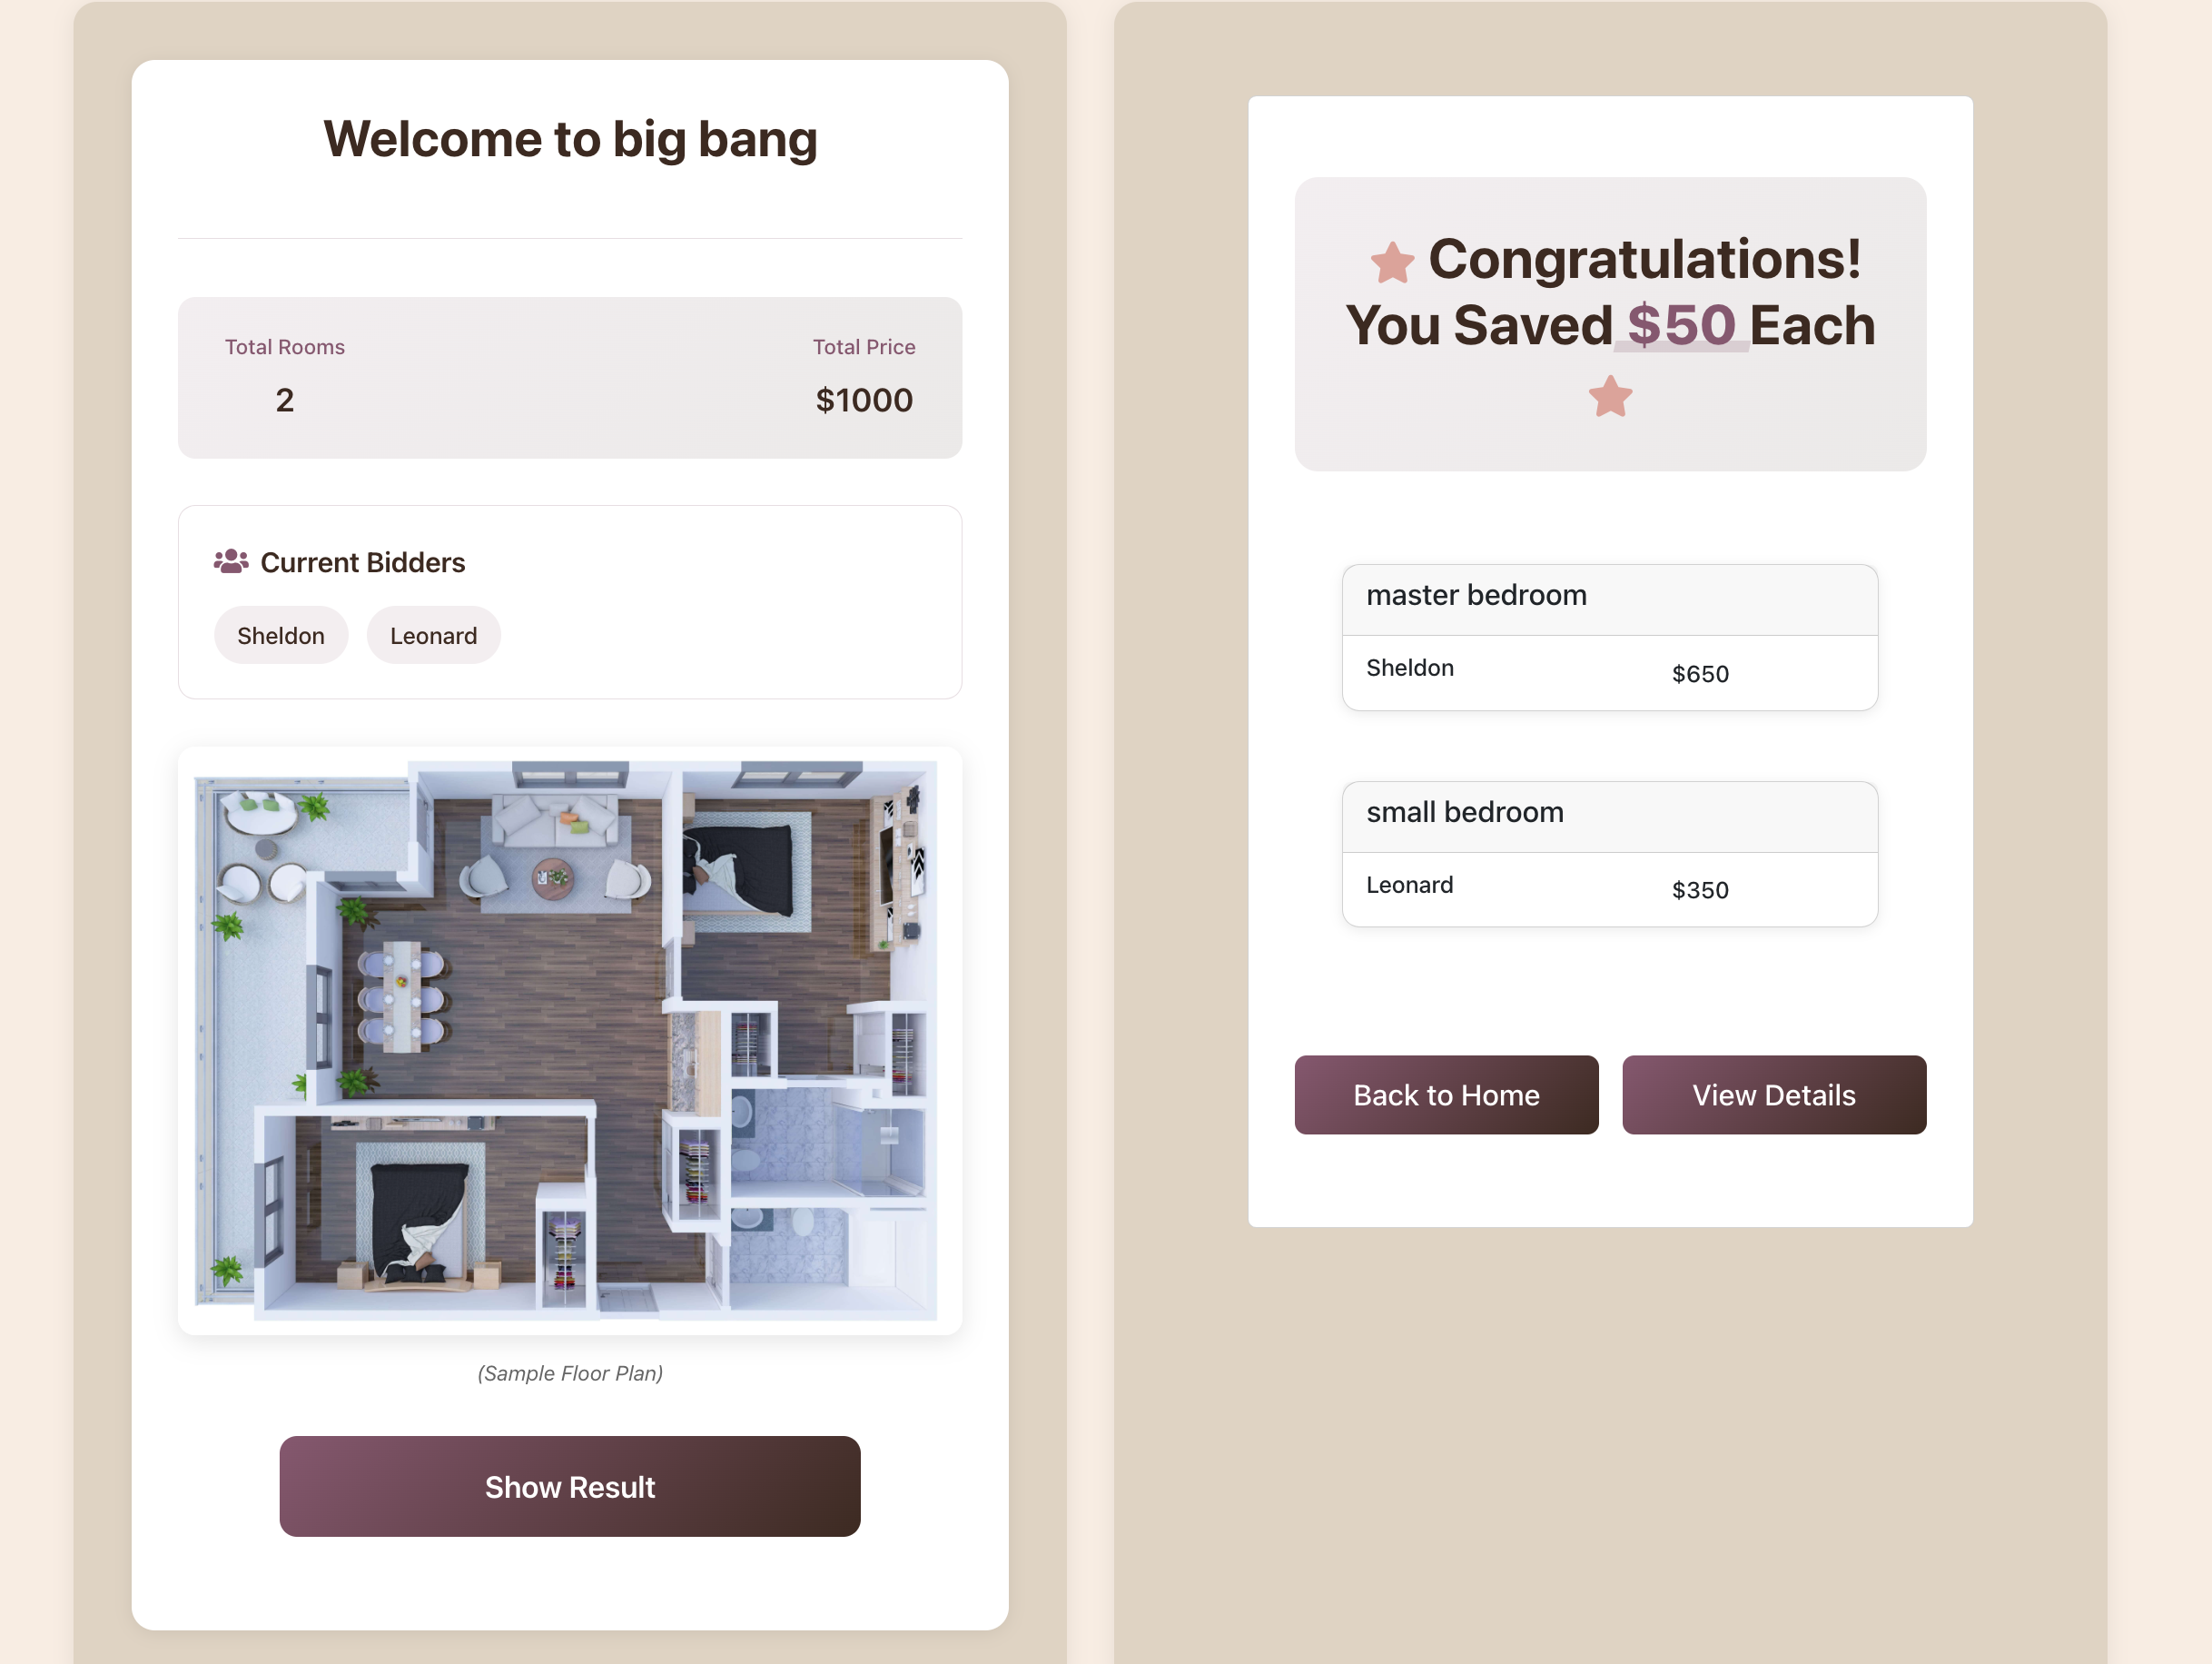 Welcome to big bang
Total Rooms
2
Total Price
$1000
Current Bidders
Sheldon
Leonard
(Sample Floor Plan)
Show Result
Congratulations!
You Saved $50 Each
master bedroom
Sheldon
$650
small bedroom
Leonard
$350
Back to Home
View Details